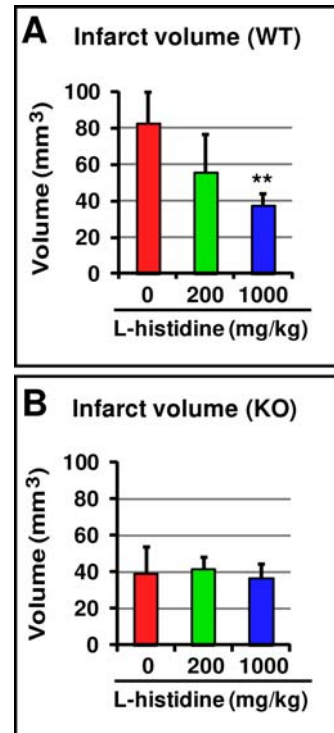 A Infarct volume (WT)
Volume (mm³)
100
80
60
40
20
0
**
0 200 1000
L-histidine (mg/kg)
B Infarct volume (KO)
Volume (mm³)
100
80
60
40
20
0
0 200 1000
L-histidine (mg/kg)